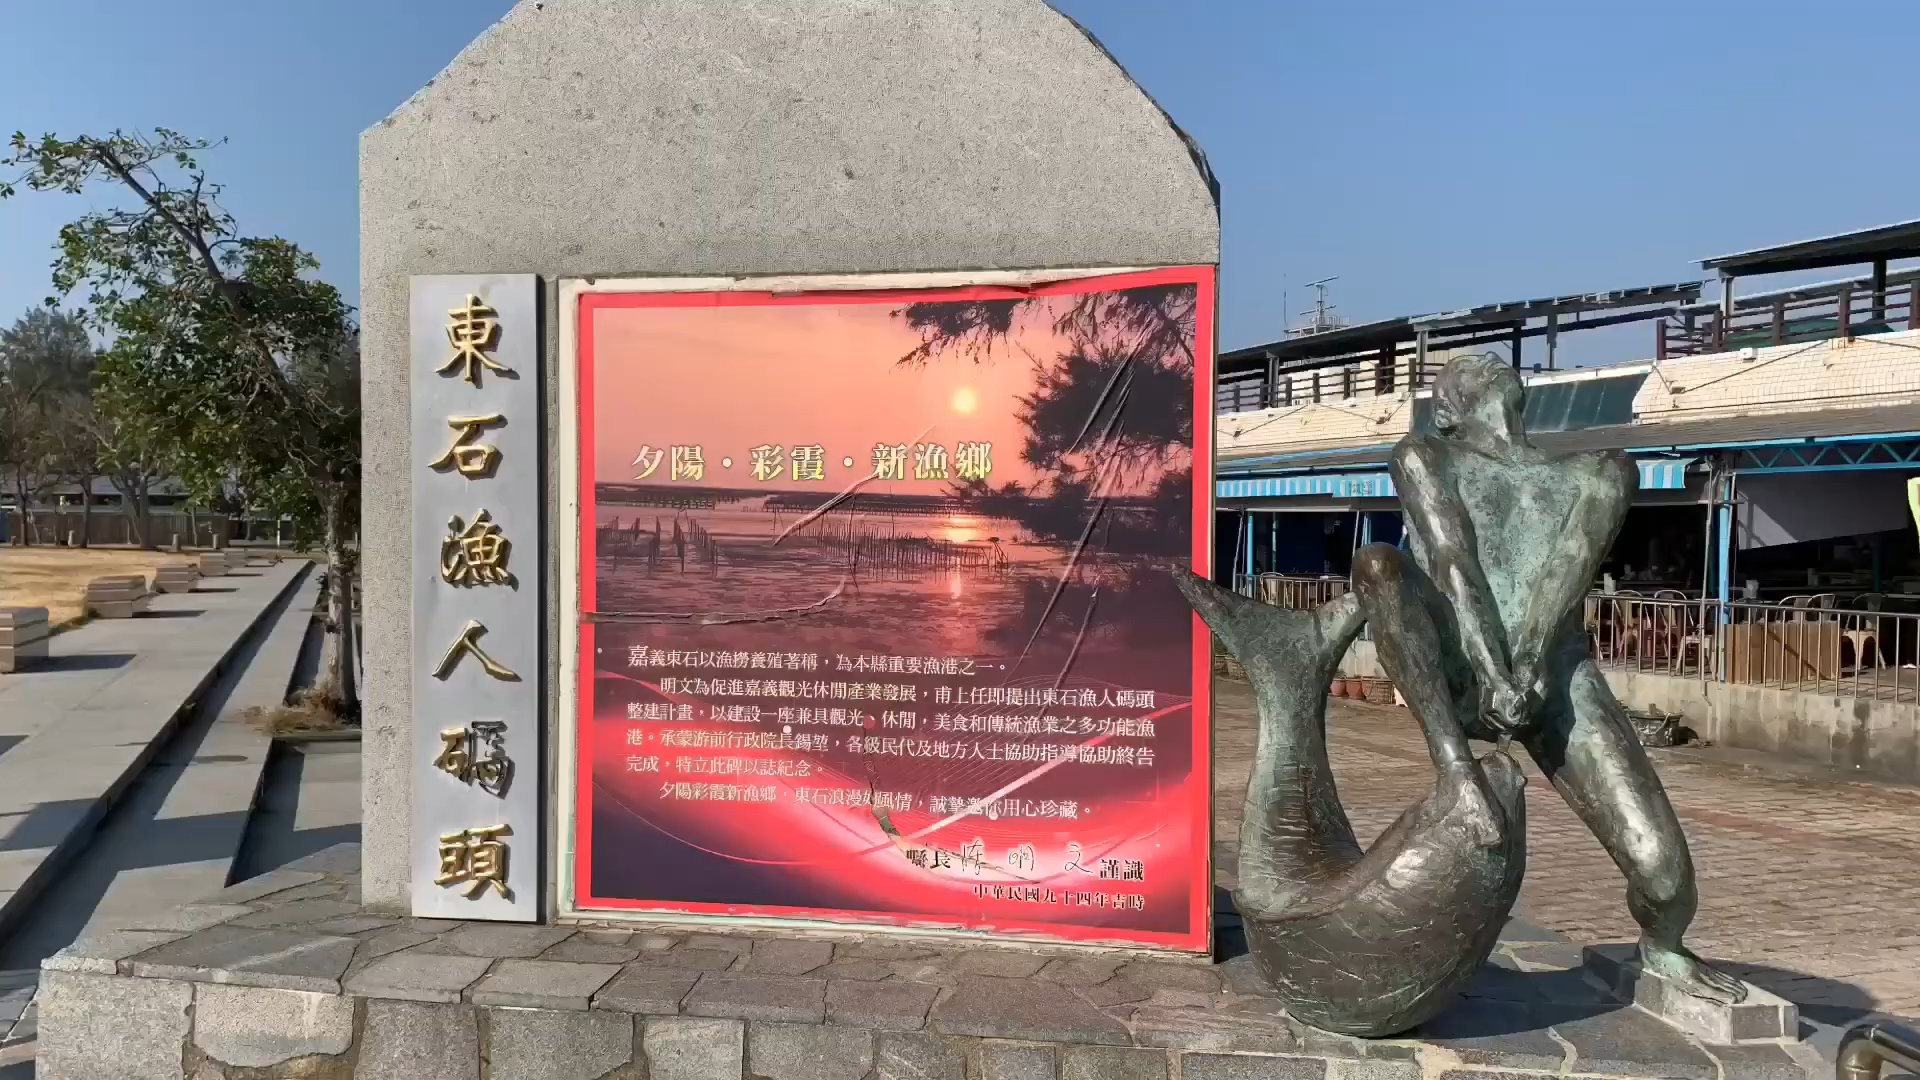 東石漁人碼頭
夕陽·彩霞·新漁鄉
嘉義東石以漁撈養殖著稱，為本縣重要漁港之一。
明文為促進嘉義觀光休閒產業發展，甫上任即提出東石漁人碼頭
整建計畫，以建設一座兼具觀光、休閒，美食和傳統漁業之多功能漁
港。承蒙游前行政院長錫堃，各級民代及地方人士協助指導協助終告
完成，特立此碑以誌紀念。
夕陽彩霞新漁鄉，東石浪漫好風情，誠摯邀你用心珍藏。
縣長陳明文謹識
中華民國九十四年吉時